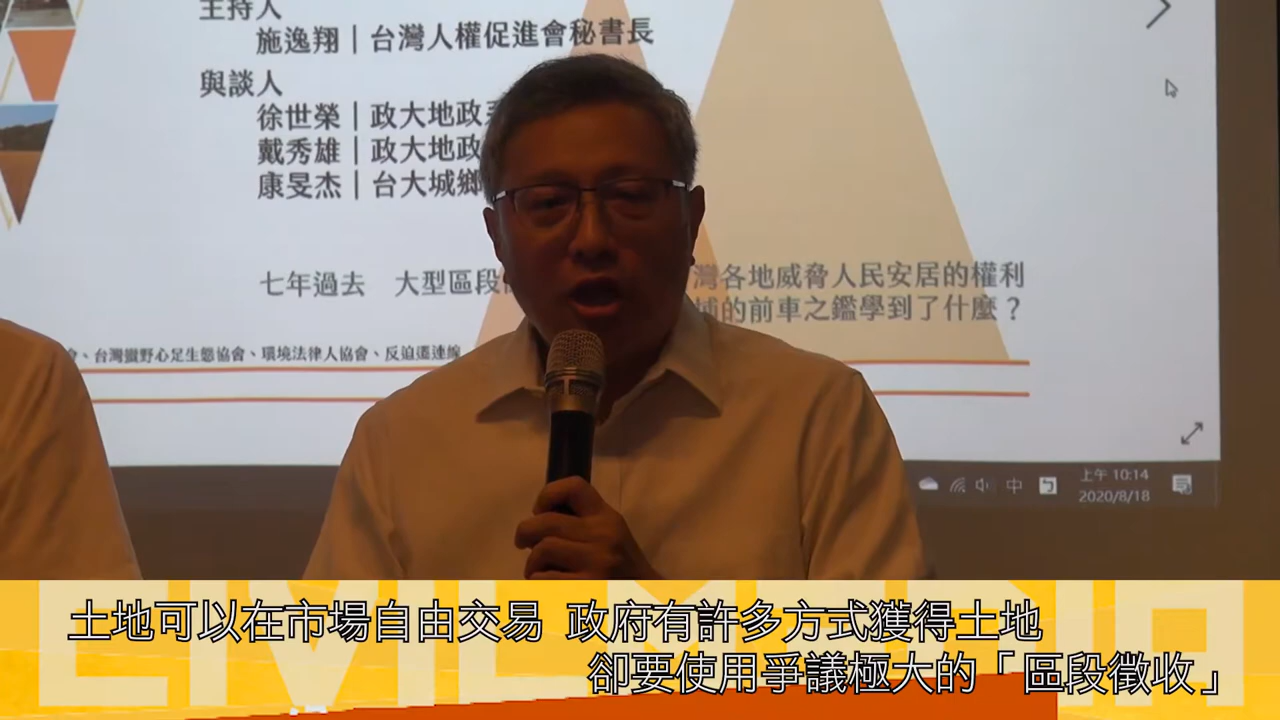 主持人
施逸翔｜台灣人權促進會秘書長
與談人
徐世榮｜政大地政
戴秀雄｜政大地政
康旻杰｜台大城鄉
七年過去 大型區段 灣各地威脅人民安居的權利
的前車之鑑學到了什麼？
、台灣蠻野心足生態協會、環境法律人協會、反迫遷連線
中
上午 10:14
2020/8/18
土地可以在市場自由交易 政府有許多方式獲得土地
卻要使用爭議極大的「區段徵收」